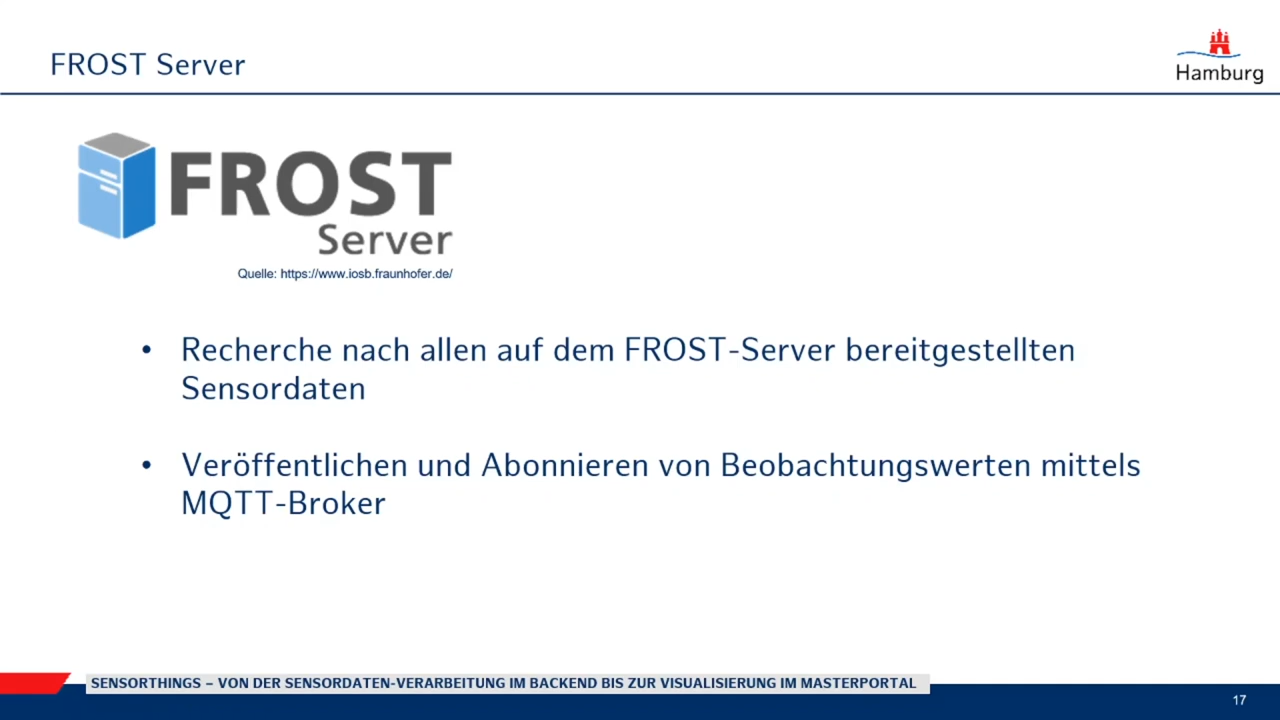 FROST Server
Hamburg
FROST
Server
Quelle: https://www.iosb.fraunhofer.de/
• Recherche nach allen auf dem FROST-Server bereitgestellten
Sensordaten
• Veröffentlichen und Abonnieren von Beobachtungswerten mittels
MQTT-Broker
SENSORTHINGS – VON DER SENSORDATEN-VERARBEITUNG IM BACKEND BIS ZUR VISUALISIERUNG IM MASTERPORTAL
17